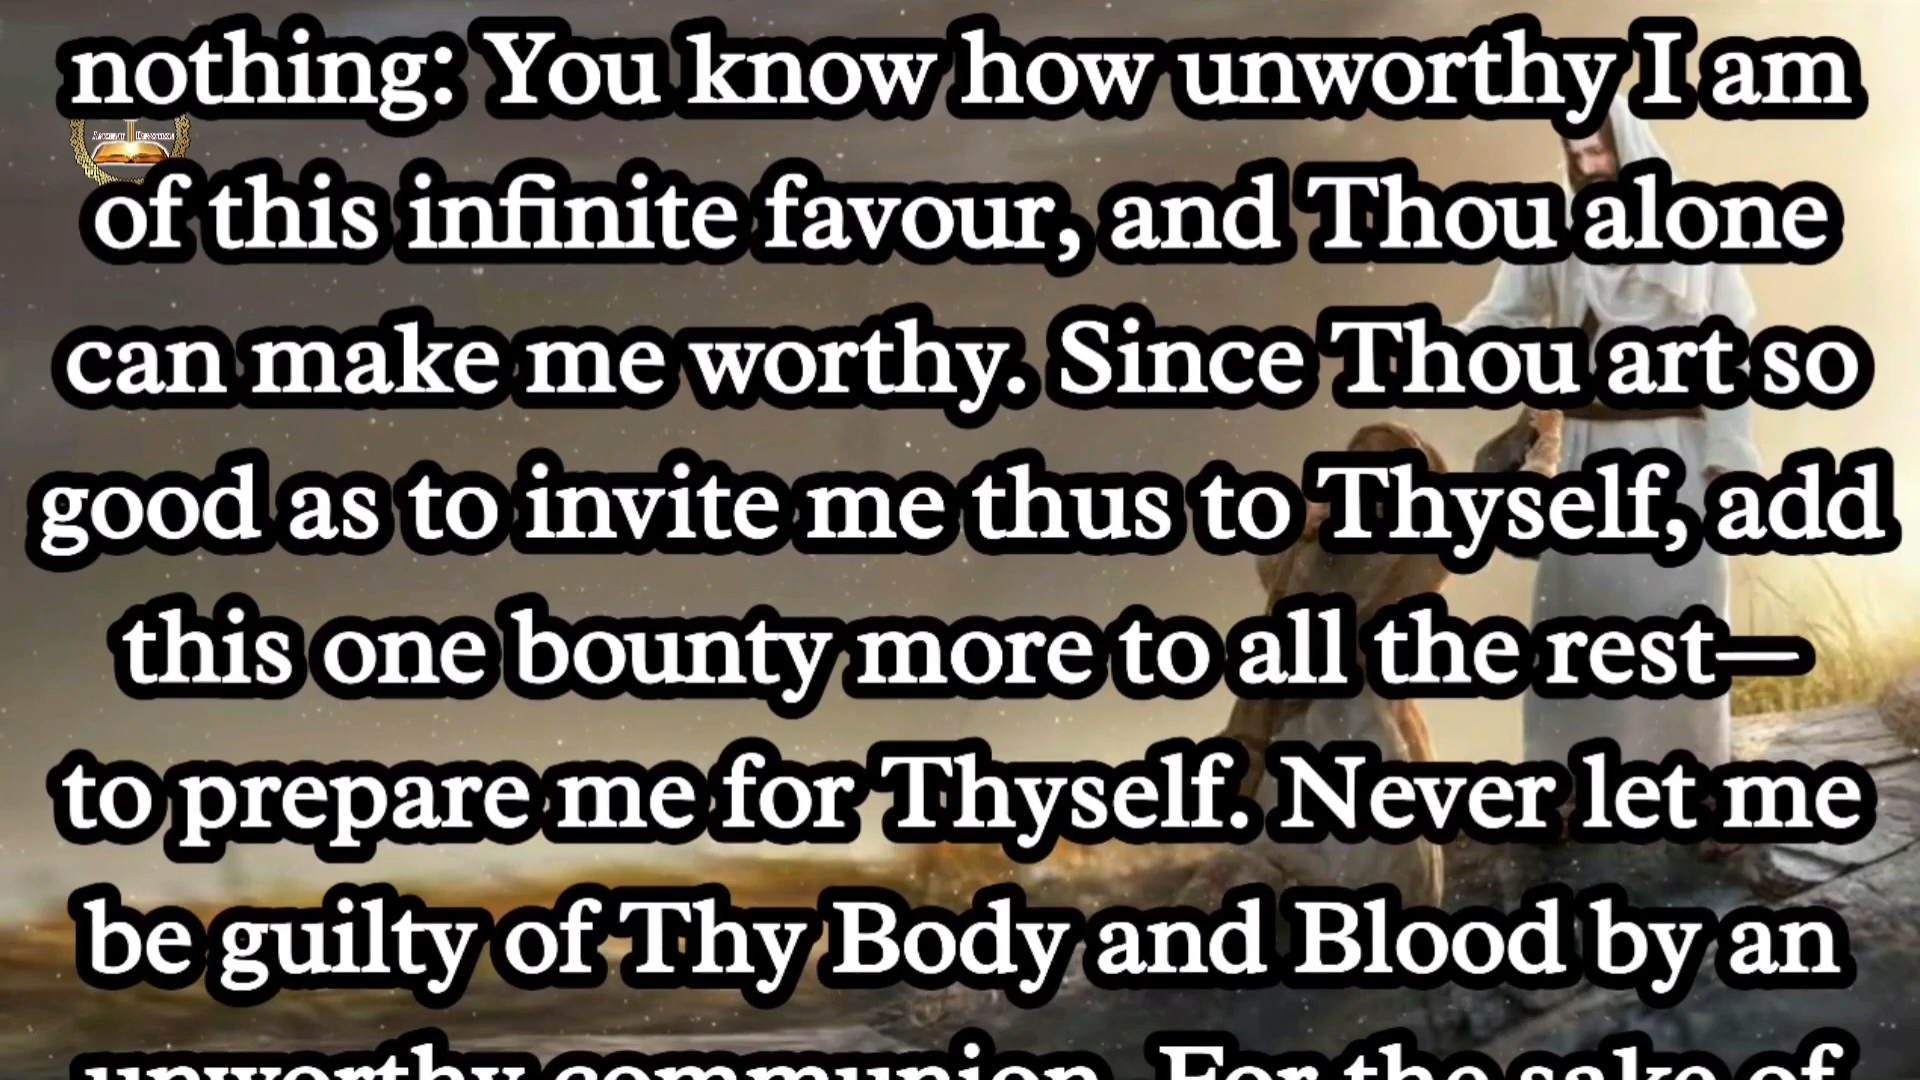 nothing: You know how unworthy I am
Ancient Devotion
of this infinite favour, and Thou alone
can make me worthy. Since Thou art so
good as to invite me thus to Thyself, add
this one bounty more to all the rest—
to prepare me for Thyself. Never let me
be guilty of Thy Body and Blood by an
unworthy communion. For the sake of